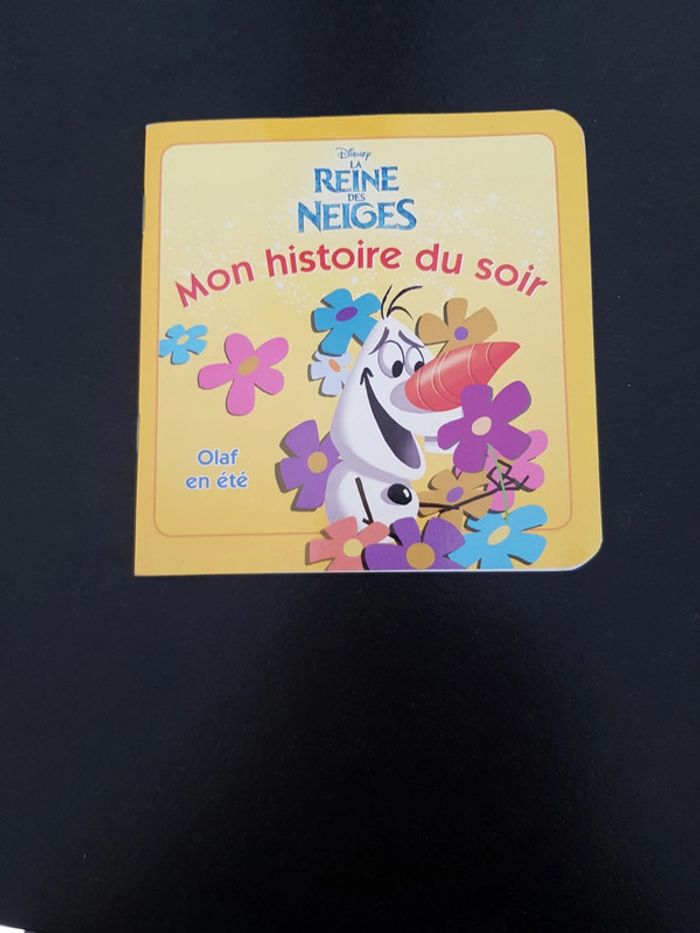 Disney
LA
REINE
DES
NEIGES
Mon histoire du soir
Olaf
en été